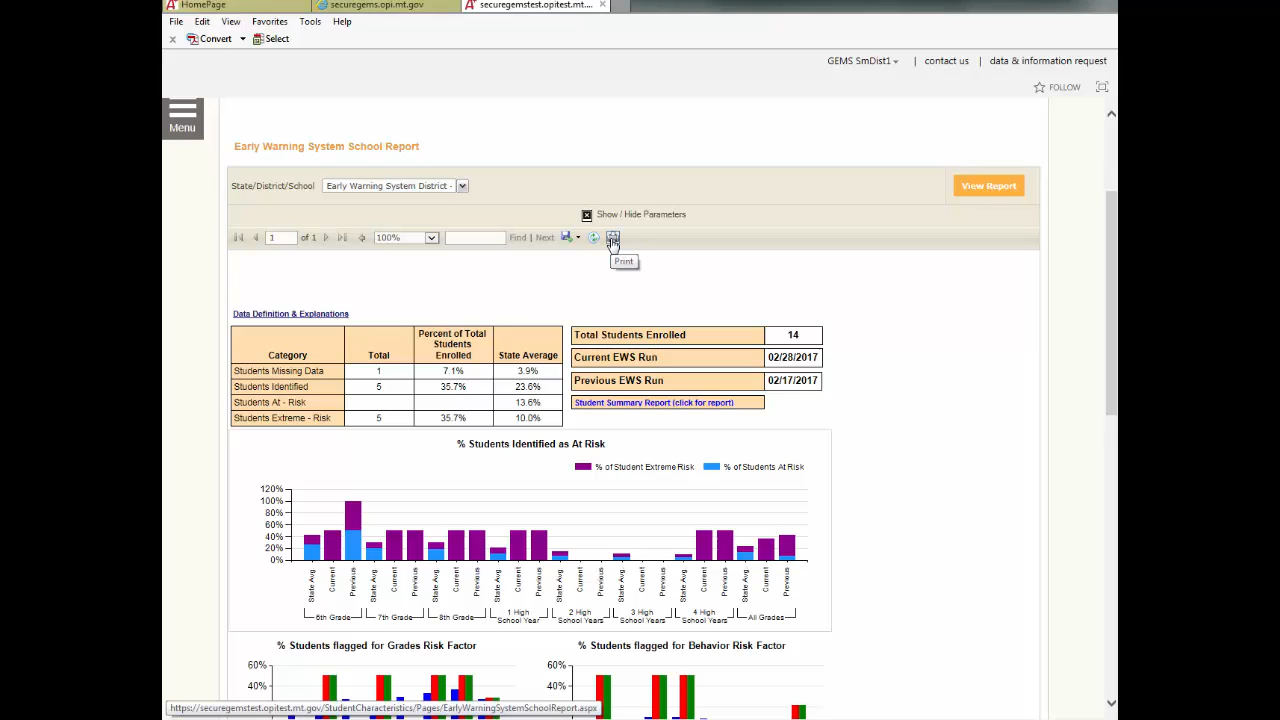 HomePage
securegems.opi.mt.gov
securegemstest.opitest.mt....
File Edit View Favorites Tools Help
Convert Select
GEMS SmDist1 | contact us | data & information request
FOLLOW
Menu
Early Warning System School Report
State/District/School Early Warning System District - View Report
Show / Hide Parameters
1 of 1 100% Find | Next
Print
Data Definition & Explanations
Category Total Percent of Total Students Enrolled State Average
Students Missing Data 1 7.1% 3.9%
Students Identified 5 35.7% 23.6%
Students At - Risk 13.6%
Students Extreme - Risk 5 35.7% 10.0%
Total Students Enrolled 14
Current EWS Run 02/28/2017
Previous EWS Run 02/17/2017
Student Summary Report (click for report)
% Students Identified as At Risk
% of Student Extreme Risk % of Students At Risk
120%
100%
80%
60%
40%
20%
0%
State Avg Current Previous State Avg Current Previous State Avg Current Previous State Avg Current Previous State Avg Current Previous State Avg Current Previous State Avg Current Previous State Avg Current Previous
6th Grade 7th Grade 8th Grade 1 High School Year 2 High School Years 3 High School Years 4 High School Years All Grades
% Students flagged for Grades Risk Factor
60%
40%
% Students flagged for Behavior Risk Factor
60%
40%
https://securegemstest.opitest.mt.gov/StudentCharacteristics/Pages/EarlyWarningSystemSchoolReport.aspx